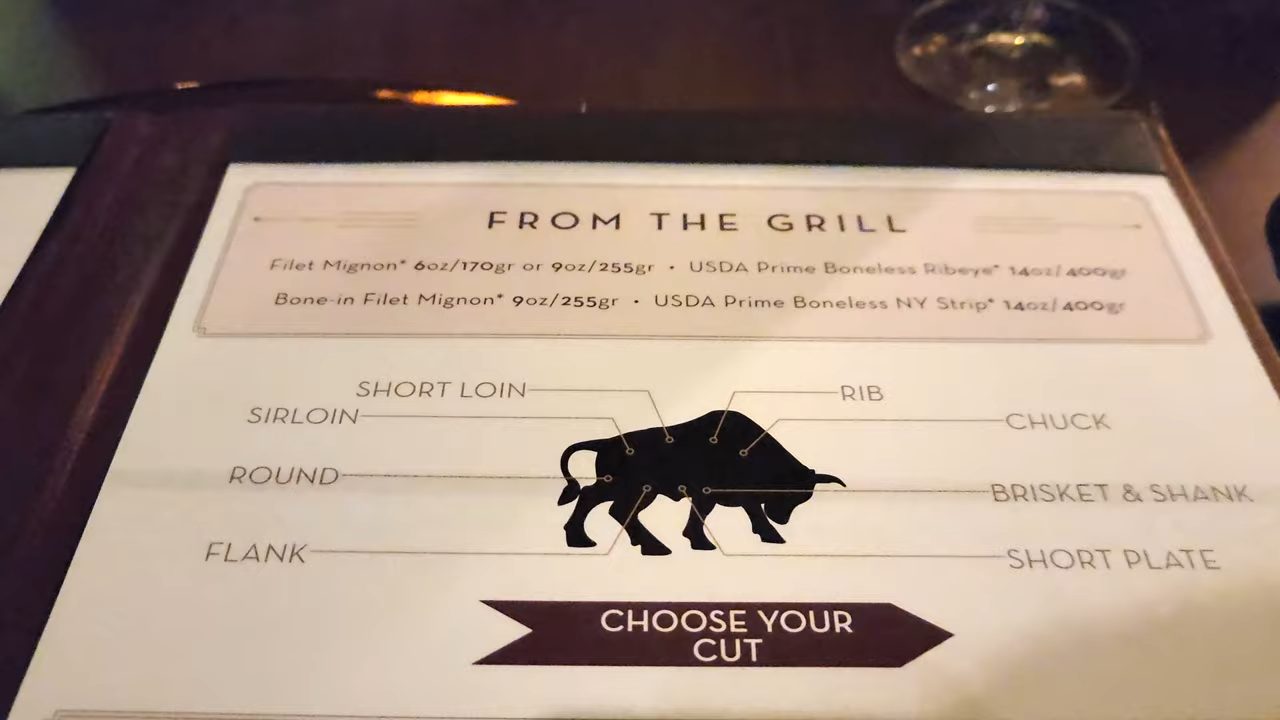 FROM THE GRILL
Filet Mignon* 6oz/170gr or 9oz/255gr • USDA Prime Boneless Ribeye* 14oz/400gr
Bone-in Filet Mignon* 9oz/255gr • USDA Prime Boneless NY Strip* 14oz/400gr
SHORT LOIN
RIB
SIRLOIN
CHUCK
ROUND
BRISKET & SHANK
FLANK
SHORT PLATE
CHOOSE YOUR
CUT